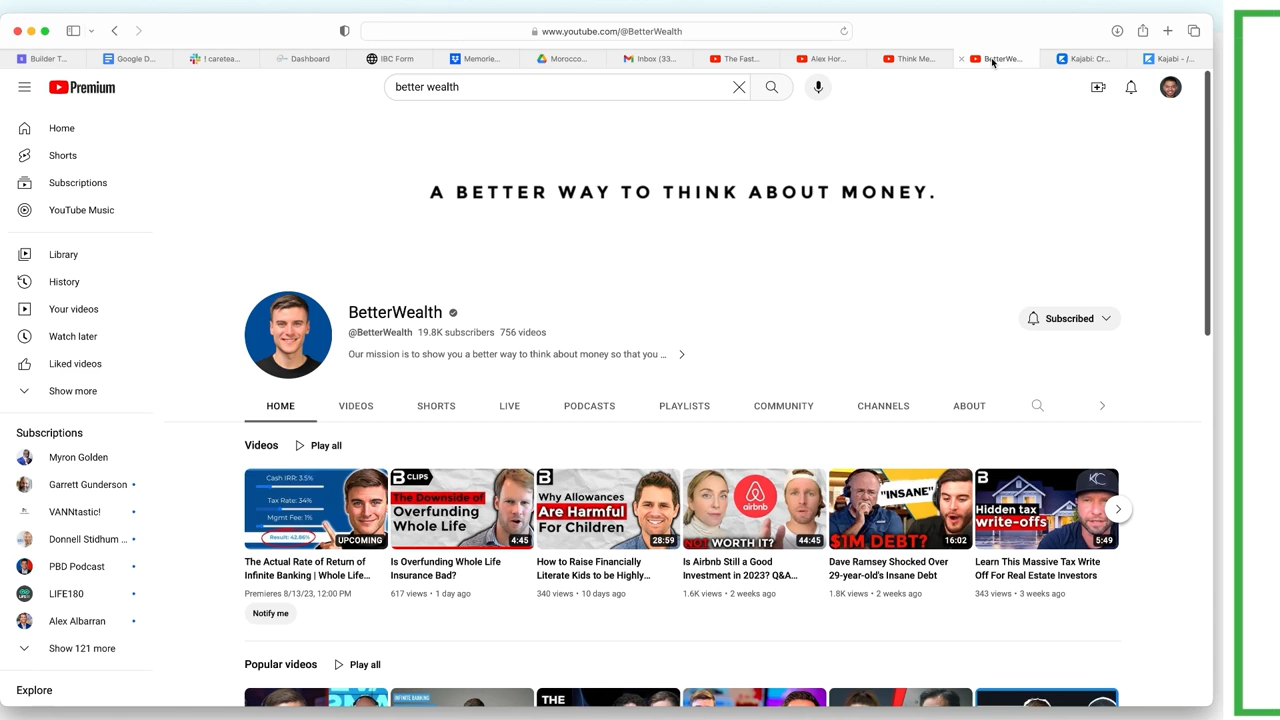 www.youtube.com/@BetterWealth
Builder T...
Google D...
! caretea...
Dashboard
IBC Form
Memorie...
Morocco...
Inbox (33...
The Fast...
Alex Hor...
Think Me...
BetterWe...
Kajabi: Cr...
Kajabi - /...
Premium
better wealth
Home
Shorts
Subscriptions
YouTube Music
Library
History
Your videos
Watch later
Liked videos
Show more
Subscriptions
Myron Golden
Garrett Gunderson
VANNtastic!
Donnell Stidhum ...
PBD Podcast
LIFE180
Alex Albarran
Show 121 more
Explore
A BETTER WAY TO THINK ABOUT MONEY.
BetterWealth
@BetterWealth 19.8K subscribers 756 videos
Our mission is to show you a better way to think about money so that you ...
Subscribed
HOME VIDEOS SHORTS LIVE PODCASTS PLAYLISTS COMMUNITY CHANNELS ABOUT
Videos Play all
Cash IRR: 3.5%
Tax Rate: 34%
Mgmt Fee: 1%
Result: 42.86%
UPCOMING
The Actual Rate of Return of
Infinite Banking | Whole Life...
Premieres 8/13/23, 12:00 PM
Notify me
B CLIPS
The Downside of
Overfunding
Whole Life
4:45
Is Overfunding Whole Life
Insurance Bad?
617 views • 1 day ago
B
Why Allowances
Are Harmful
For Children
28:59
How to Raise Financially
Literate Kids to be Highly...
340 views • 10 days ago
airbnb
NOT WORTH IT?
44:45
Is Airbnb Still a Good
Investment in 2023? Q&A...
1.6K views • 2 weeks ago
"INSANE"
$1M DEBT?
16:02
Dave Ramsey Shocked Over
29-year-old's Insane Debt
1.8K views • 2 weeks ago
B
KC
Hidden tax
write-offs
5:49
Learn This Massive Tax Write
Off For Real Estate Investors
343 views • 3 weeks ago
Popular videos Play all
INFINITE BANKING
THE